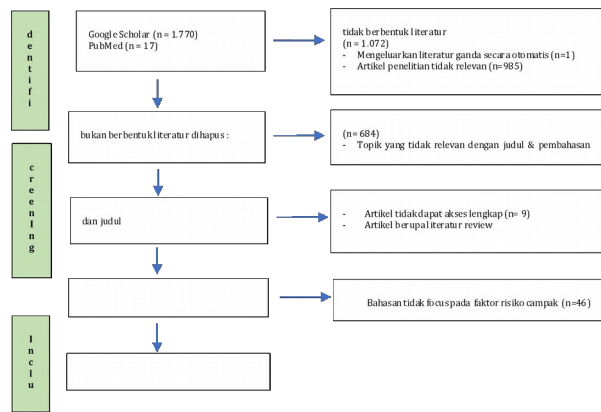 d
e
n
t
i
fi
Google Scholar (n = 1.770)
PubMed (n = 17)
tidak berbentuk literatur
(n = 1.072)
- Mengeluarkan literatur ganda secara otomatis (n=1)
- Artikel penelitian tidak relevan (n=985)
bukan berbentuk literatur dihapus :
(n = 684)
- Topik yang tidak relevan dengan judul & pembahasan
c
r
e
e
n
I
n
g
dan judul
- Artikel tidak dapat akses lengkap (n= 9)
- Artikel berupa literatur review
Bahasan tidak focus pada faktor risiko campak (n=46)
I
n
c
l
u